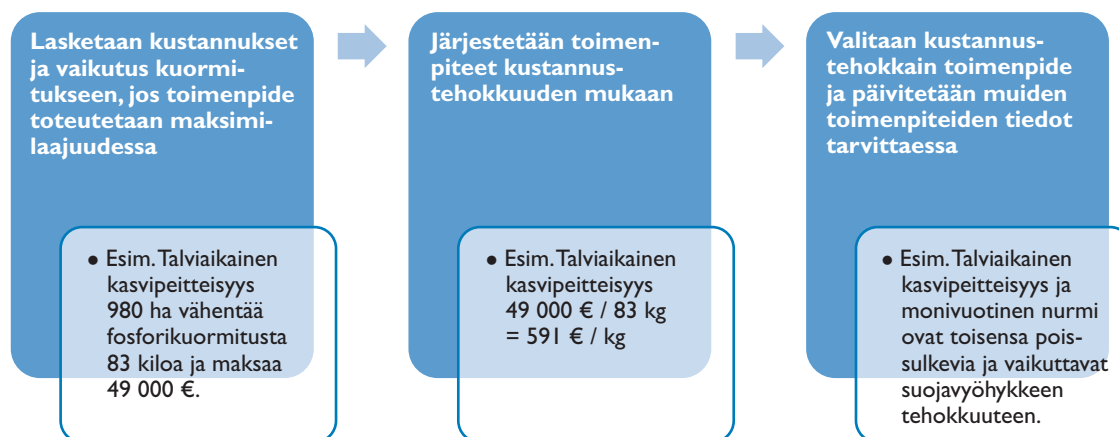 Lasketaan kustannukset
ja vaikutus kuormi-
tukseen, jos toimenpide
toteutetaan maksimi-
laajuudessa
● Esim. Talviaikainen
kasvipeitteisyys
980 ha vähentää
fosforikuormitusta
83 kiloa ja maksaa
49 000 €.
Järjestetään toimen-
piteet kustannus-
tehokkuuden mukaan
● Esim. Talviaikainen
kasvipeitteisyys
49 000 € / 83 kg
= 591 € / kg
Valitaan kustannus-
tehokkain toimenpide
ja päivitetään muiden
toimenpiteiden tiedot
tarvittaessa
● Esim. Talviaikainen
kasvipeitteisyys ja
monivuotinen nurmi
ovat toisensa pois-
sulkevia ja vaikuttavat
suojavyöhykkeen
tehokkuuteen.